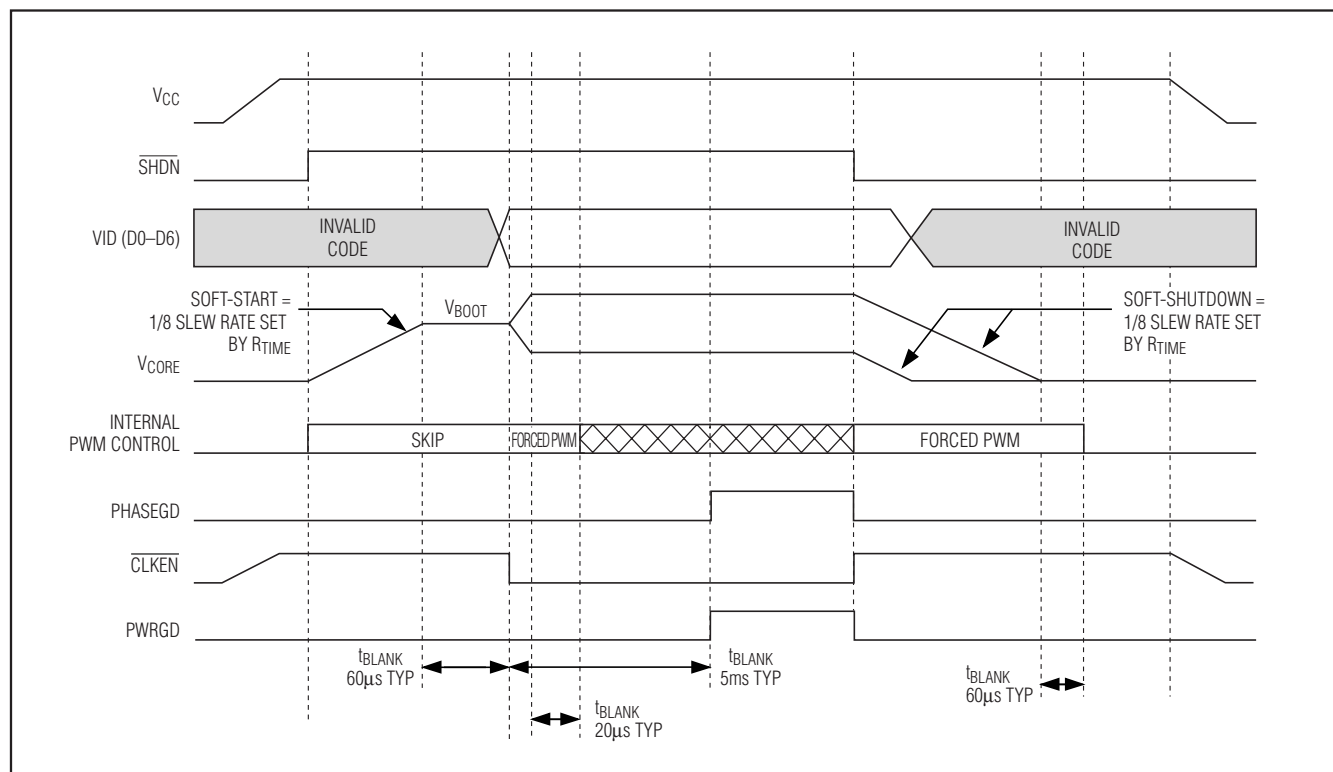 VCC
SHDN
VID (D0–D6)
INVALID
CODE
INVALID
CODE
SOFT-START =
1/8 SLEW RATE SET
BY RTIME
VBOOT
SOFT-SHUTDOWN =
1/8 SLEW RATE SET
BY RTIME
VCORE
INTERNAL
PWM CONTROL
SKIP
FORCED PWM
FORCED PWM
PHASEGD
CLKEN
PWRGD
tBLANK
60μs TYP
tBLANK
5ms TYP
tBLANK
60μs TYP
tBLANK
20μs TYP